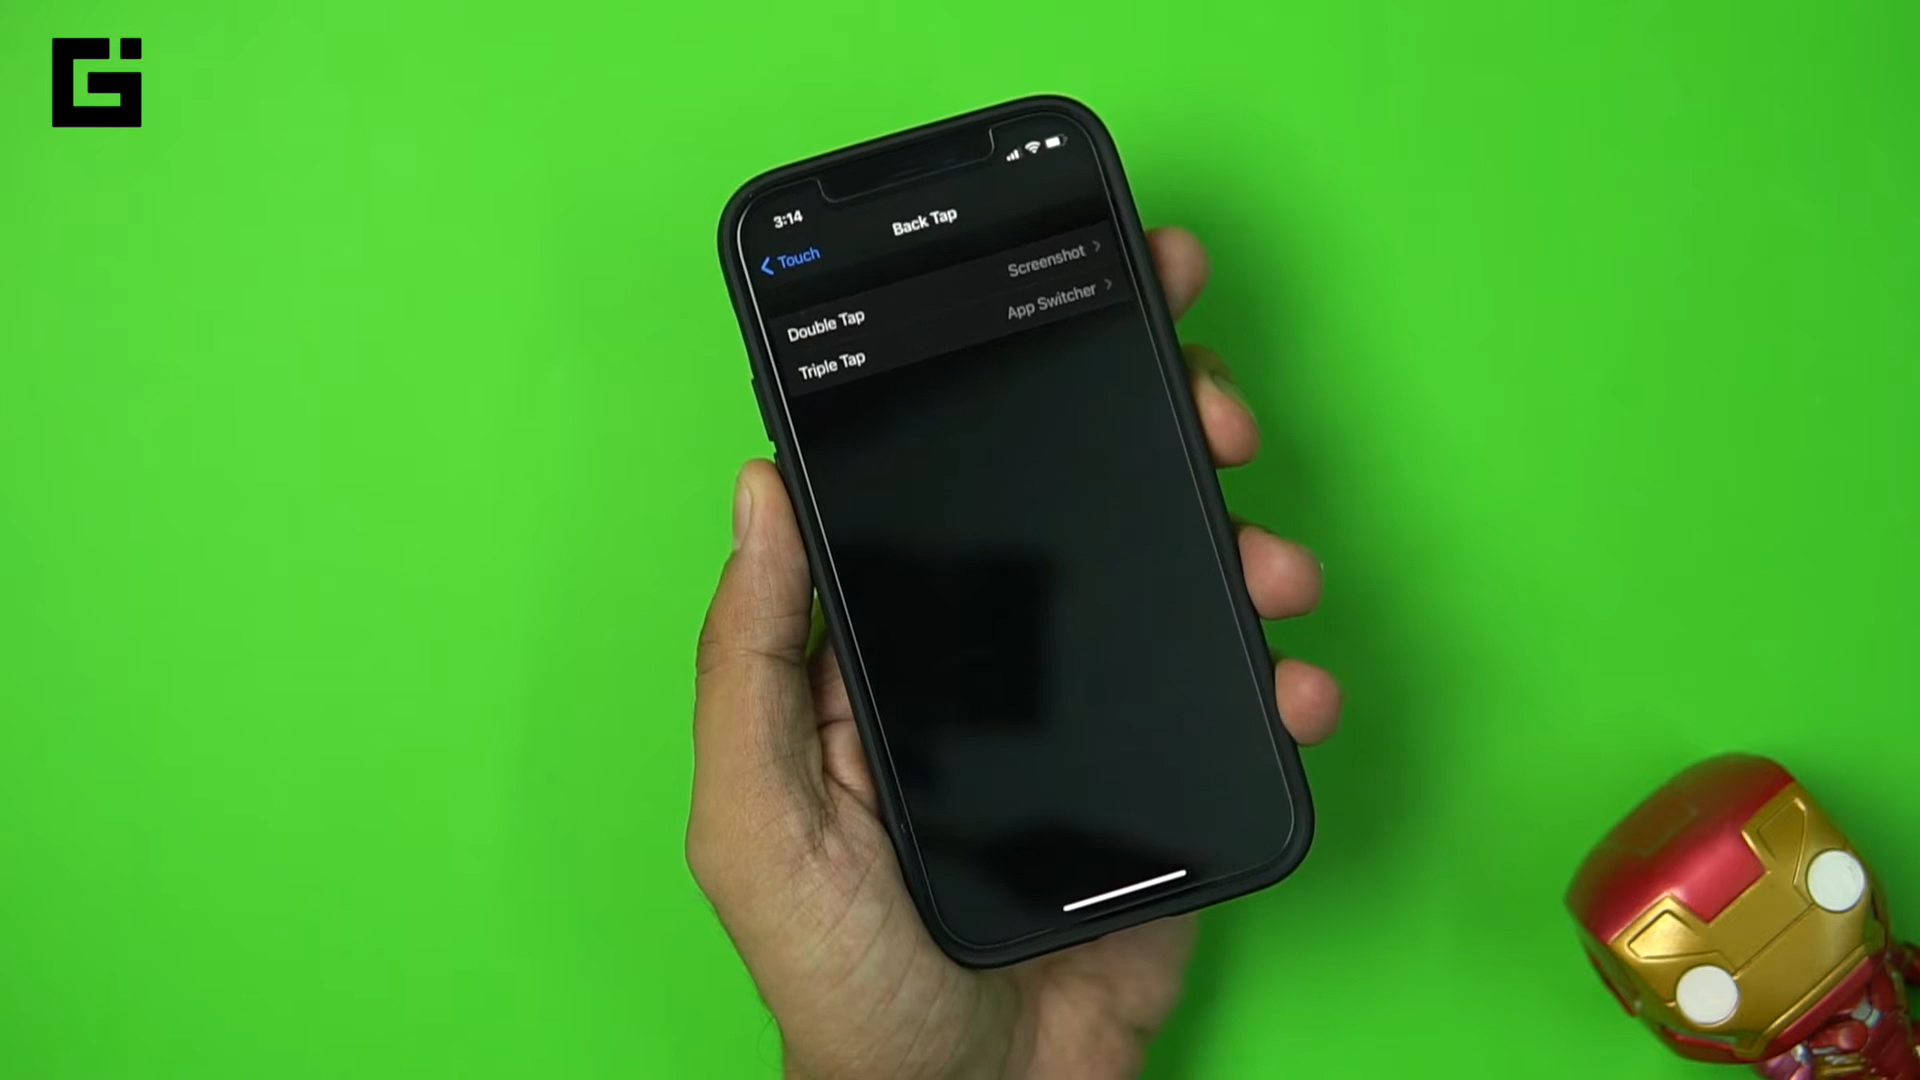 3:14
Touch
Back Tap
Double Tap Screenshot
Triple Tap App Switcher